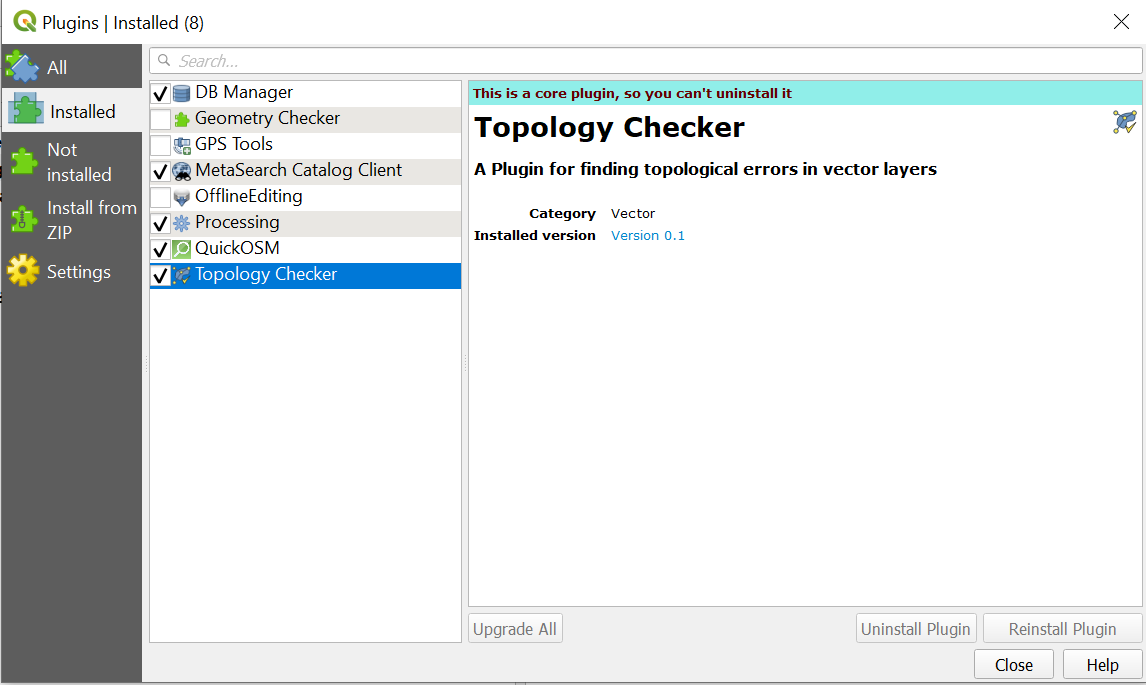 Plugins | Installed (8)
All
Installed
Not
installed
Install from
ZIP
Settings
Search...
DB Manager
Geometry Checker
GPS Tools
MetaSearch Catalog Client
OfflineEditing
Processing
QuickOSM
Topology Checker
This is a core plugin, so you can't uninstall it
Topology Checker
A Plugin for finding topological errors in vector layers
Category Vector
Installed version Version 0.1
Upgrade All
Uninstall Plugin
Reinstall Plugin
Close
Help